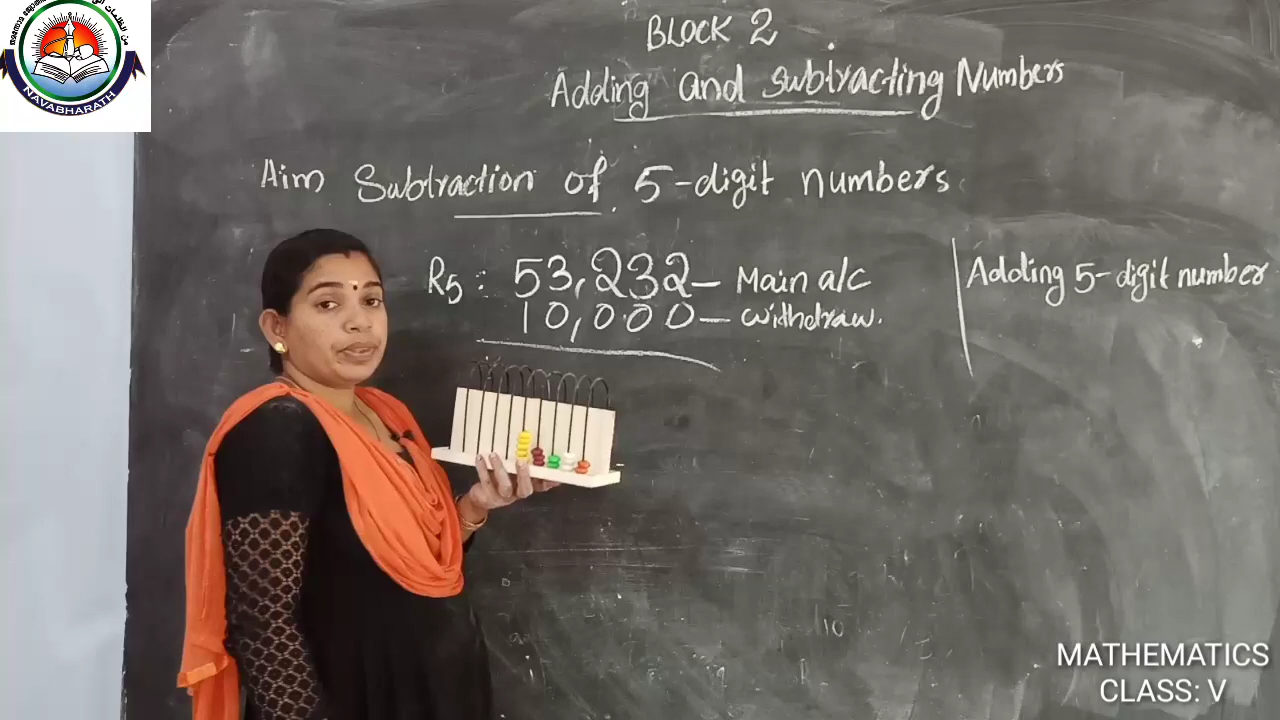 NAVABHARATH
BLOCK 2
Adding and Subtracting Numbers
Aim Subtraction of 5-digit numbers
Rs: 53,232 – Main a/c
10,000 – withdraw.
Adding 5-digit number
10
MATHEMATICS
CLASS: V